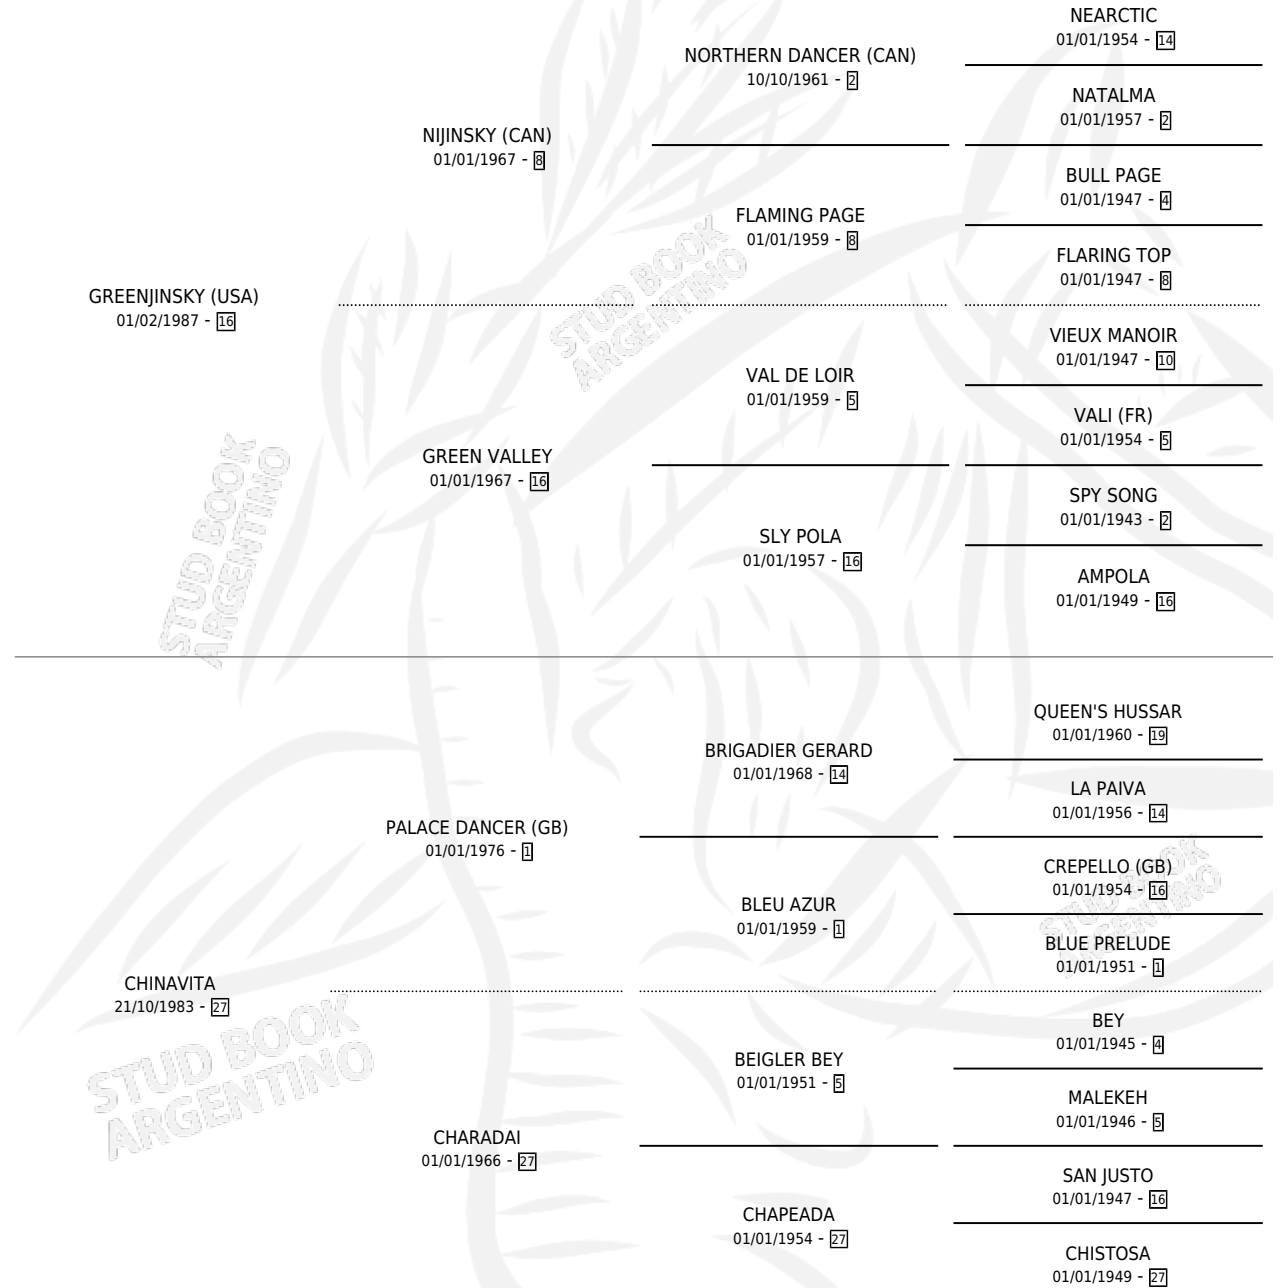 NEARCTIC
01/01/1954 - 14
NORTHERN DANCER (CAN)
10/10/1961 - 2
NATALMA
01/01/1957 - 2
NIJINSKY (CAN)
01/01/1967 - 8
BULL PAGE
01/01/1947 - 4
FLAMING PAGE
01/01/1959 - 8
FLARING TOP
01/01/1947 - 8
GREENJINSKY (USA)
01/02/1987 - 16
STUD BOOK
ARGENTINO
VIEUX MANOIR
01/01/1947 - 10
VAL DE LOIR
01/01/1959 - 5
VALI (FR)
01/01/1954 - 5
GREEN VALLEY
01/01/1967 - 16
SPY SONG
01/01/1943 - 2
SLY POLA
01/01/1957 - 16
AMPOLA
01/01/1949 - 16
STUD BOOK
ARGENTINO
QUEEN'S HUSSAR
01/01/1960 - 19
BRIGADIER GERARD
01/01/1968 - 14
LA PAIVA
01/01/1956 - 14
PALACE DANCER (GB)
01/01/1976 - 1
CREPELLO (GB)
01/01/1954 - 16
BLEU AZUR
01/01/1959 - 1
BLUE PRELUDE
01/01/1951 - 1
STUD BOOK
ARGENTINO
CHINAVITA
21/10/1983 - 27
BEY
01/01/1945 - 4
BEIGLER BEY
01/01/1951 - 5
MALEKEH
01/01/1946 - 5
STUD BOOK
ARGENTINO
CHARADAI
01/01/1966 - 27
SAN JUSTO
01/01/1947 - 16
CHAPEADA
01/01/1954 - 27
CHISTOSA
01/01/1949 - 27